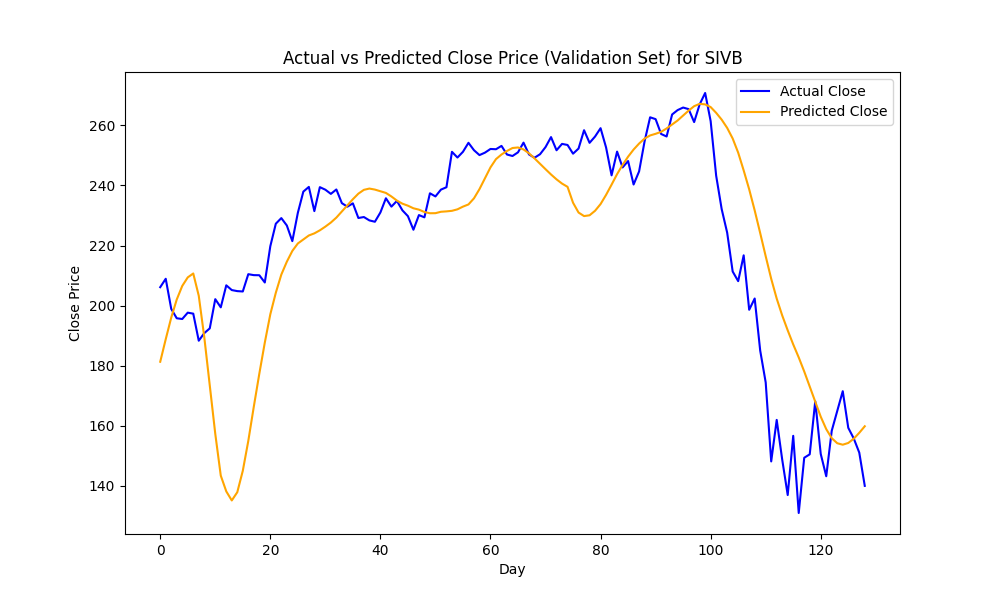 Actual vs Predicted Close Price (Validation Set) for SIVB
Actual Close
Predicted Close
Close Price
260
240
220
200
180
160
140
0 20 40 60 80 100 120
Day